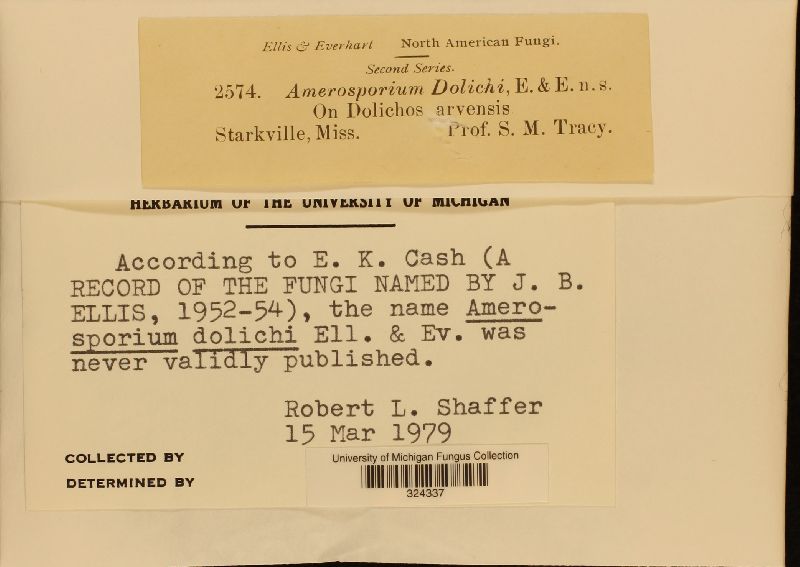 Ellis & Everhart North American Fungi.
Second Series.
2574. Amerosporium Dolichi, E. & E. n. s.
On Dolichos arvensis
Starkville, Miss. Prof. S. M. Tracy.
HERBARIUM OF THE UNIVERSITY OF MICHIGAN
According to E. K. Cash (A
RECORD OF THE FUNGI NAMED BY J. B.
ELLIS, 1952-54), the name Amero-
sporium dolichi Ell. & Ev. was
never validly published.
Robert L. Shaffer
15 Mar 1979
COLLECTED BY
DETERMINED BY
University of Michigan Fungus Collection
324337